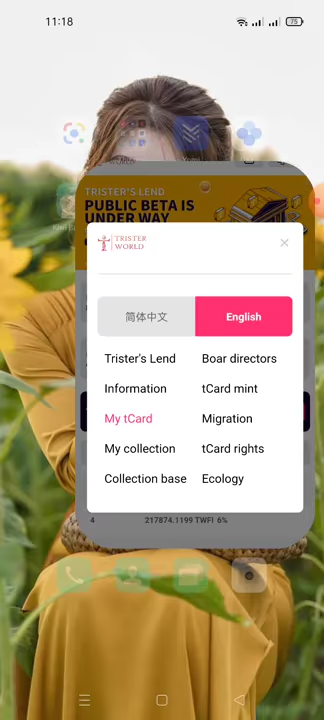 11:18
75
TRISTER'S LEND
PUBLIC BETA IS
UNDER WAY
TRISTER
WORLD
简体中文
English
Trister's Lend
Boar directors
Information
tCard mint
My tCard
Migration
My collection
tCard rights
Collection base
Ecology
4
217874.1199 TWFI 6%